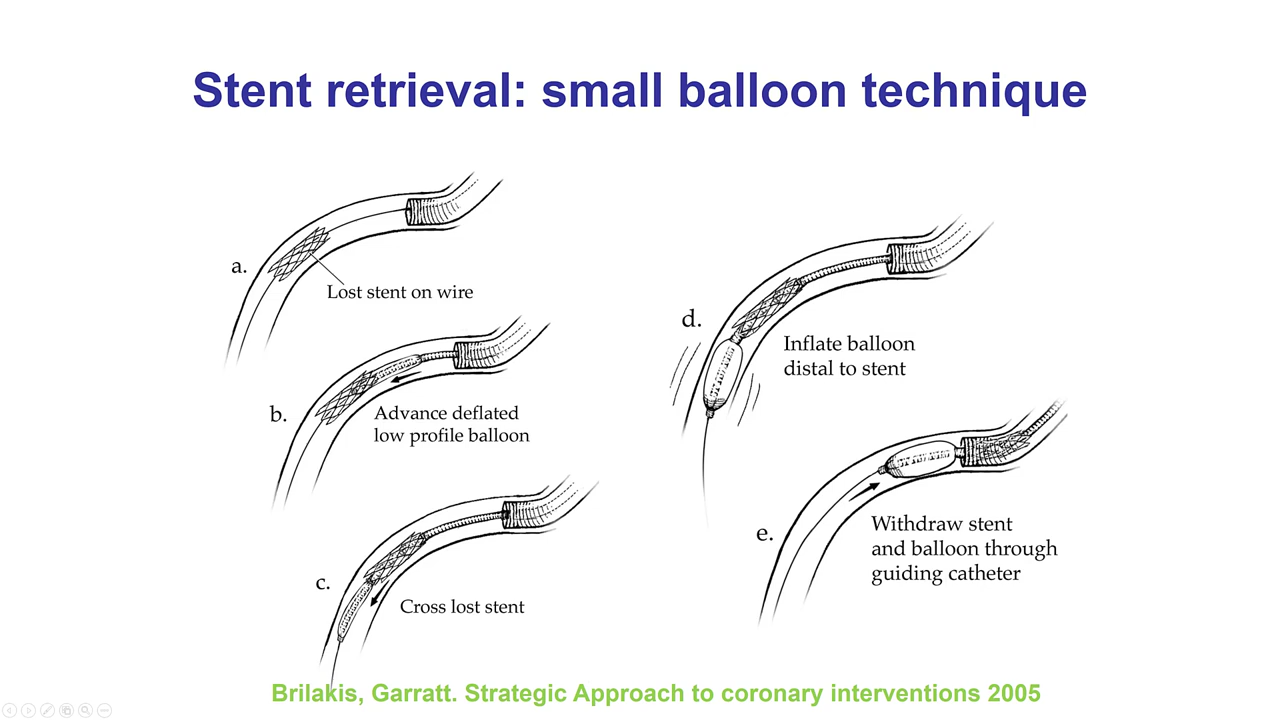 Stent retrieval: small balloon technique
a.
Lost stent on wire
b.
Advance deflated
low profile balloon
c.
Cross lost stent
d.
Inflate balloon
distal to stent
e.
Withdraw stent
and balloon through
guiding catheter
Brilakis, Garratt. Strategic Approach to coronary interventions 2005